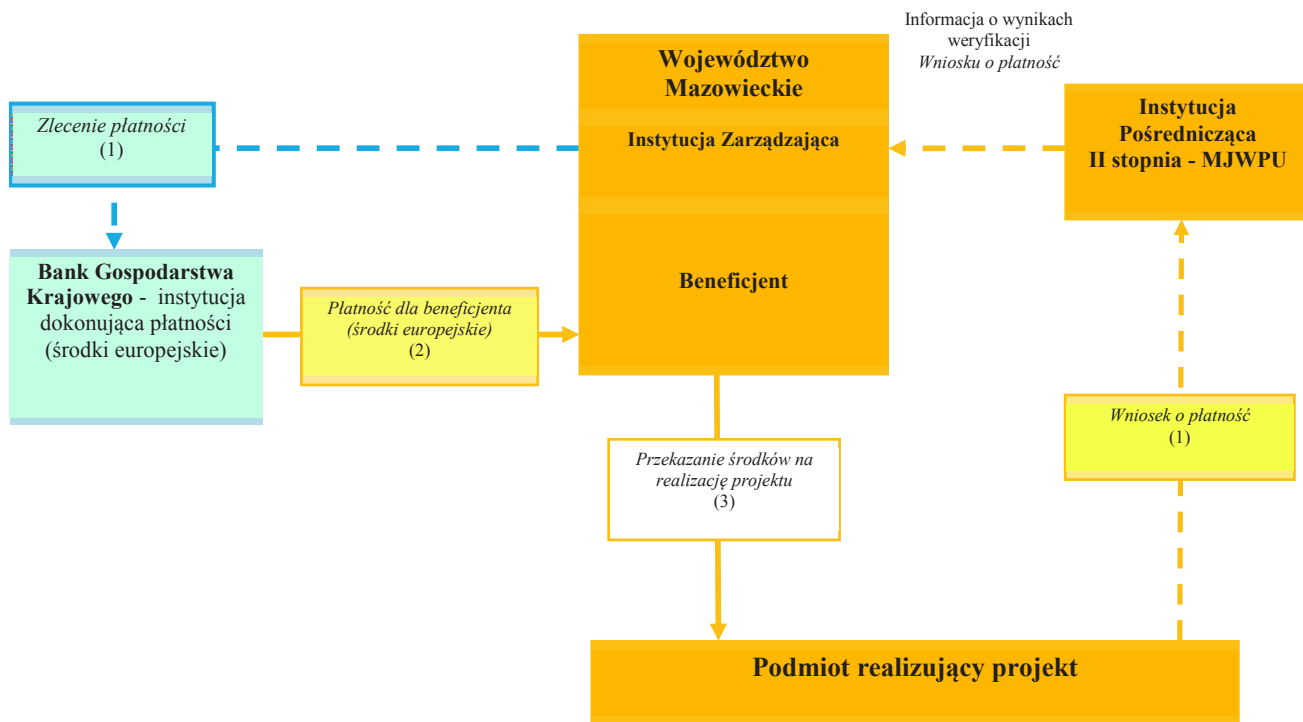 Informacja o wynikach
weryfikacji
Wniosku o płatność
Województwo
Mazowieckie
Instytucja Zarządzająca
Beneficjent
Instytucja
Pośrednicząca
II stopnia - MJWPU
Zlecenie płatności
(1)
Bank Gospodarstwa
Krajowego - instytucja
dokonująca płatności
(środki europejskie)
Płatność dla beneficjenta
(środki europejskie)
(2)
Wniosek o płatność
(1)
Przekazanie środków na
realizację projektu
(3)
Podmiot realizujący projekt